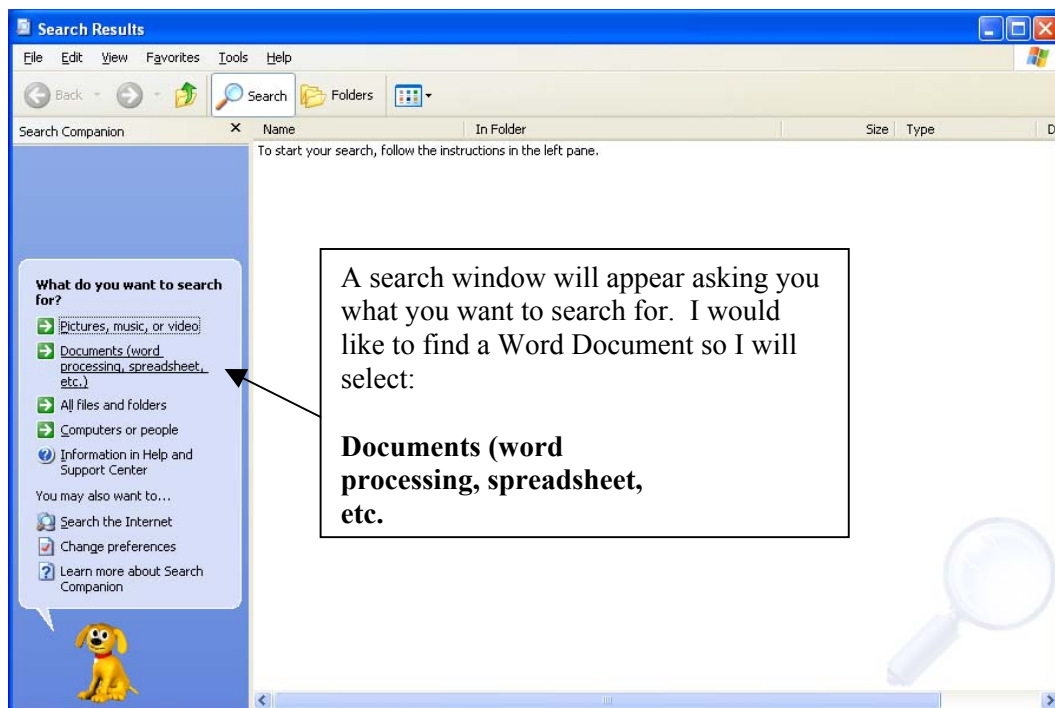 Search Results
File Edit View Favorites Tools Help
Back Search Folders
Search Companion
Name In Folder Size Type D
To start your search, follow the instructions in the left pane.
What do you want to search
for?
Pictures, music, or video
Documents (word
processing, spreadsheet,
etc.)
All files and folders
Computers or people
Information in Help and
Support Center
You may also want to...
Search the Internet
Change preferences
Learn more about Search
Companion
A search window will appear asking you
what you want to search for. I would
like to find a Word Document so I will
select:
Documents (word
processing, spreadsheet,
etc.